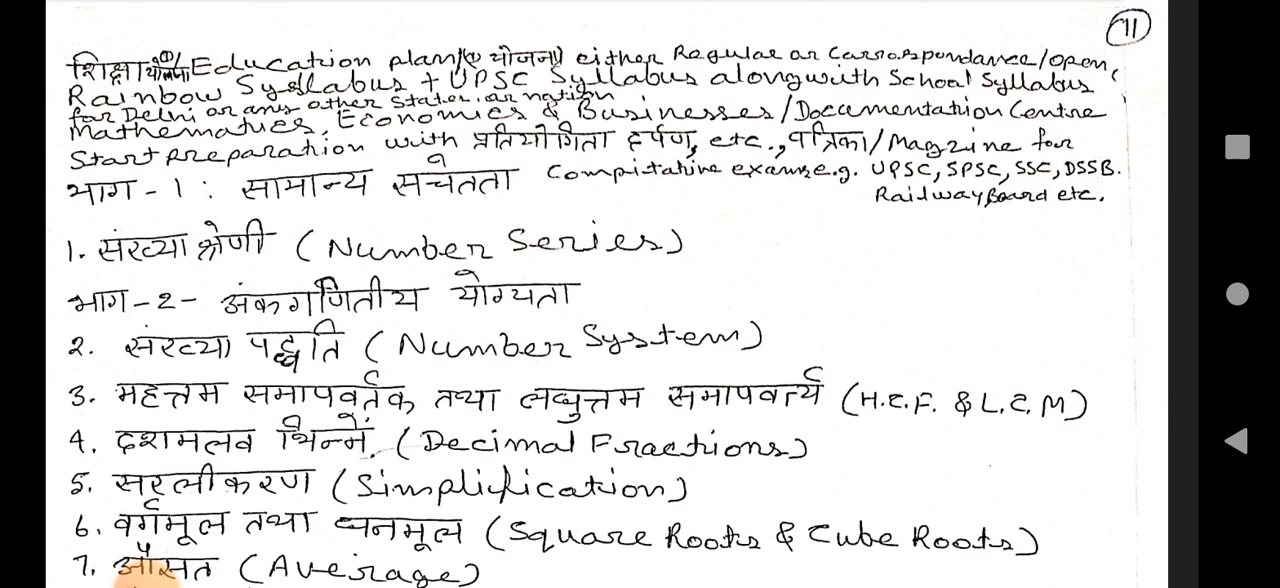 11
शिक्षा योजना/Education plan/(ए योजना) either Regular or Carrospondance/open,
Rainbow Sysllabus + UPSC Syllabus alongwith School Syllabus
for Delhi or any other States, or nation
Mathematics, Economics & Businesses/Documentation Centre
Start preparation with प्रतियोगिता दर्पण, etc., पत्रिका/Magzine for
भाग-1: सामान्य सचेतता Compitative exams e.g. UPSC, SPSC, SSC, DSSB.
Railway Board etc.
1. संख्या श्रेणी (Number Series)
भाग-2- अंकगणितीय योग्यता
2. संख्या पद्धति (Number System)
3. महत्तम समापवर्तक तथा लघुत्तम समापवर्त्य (H.C.F. & L.C.M)
4. दशमलव भिन्नें (Decimal Fractions)
5. सरलीकरण (Simplification)
6. वर्गमूल तथा घनमूल (Square Roots & Cube Roots)
7. औसत (Average)